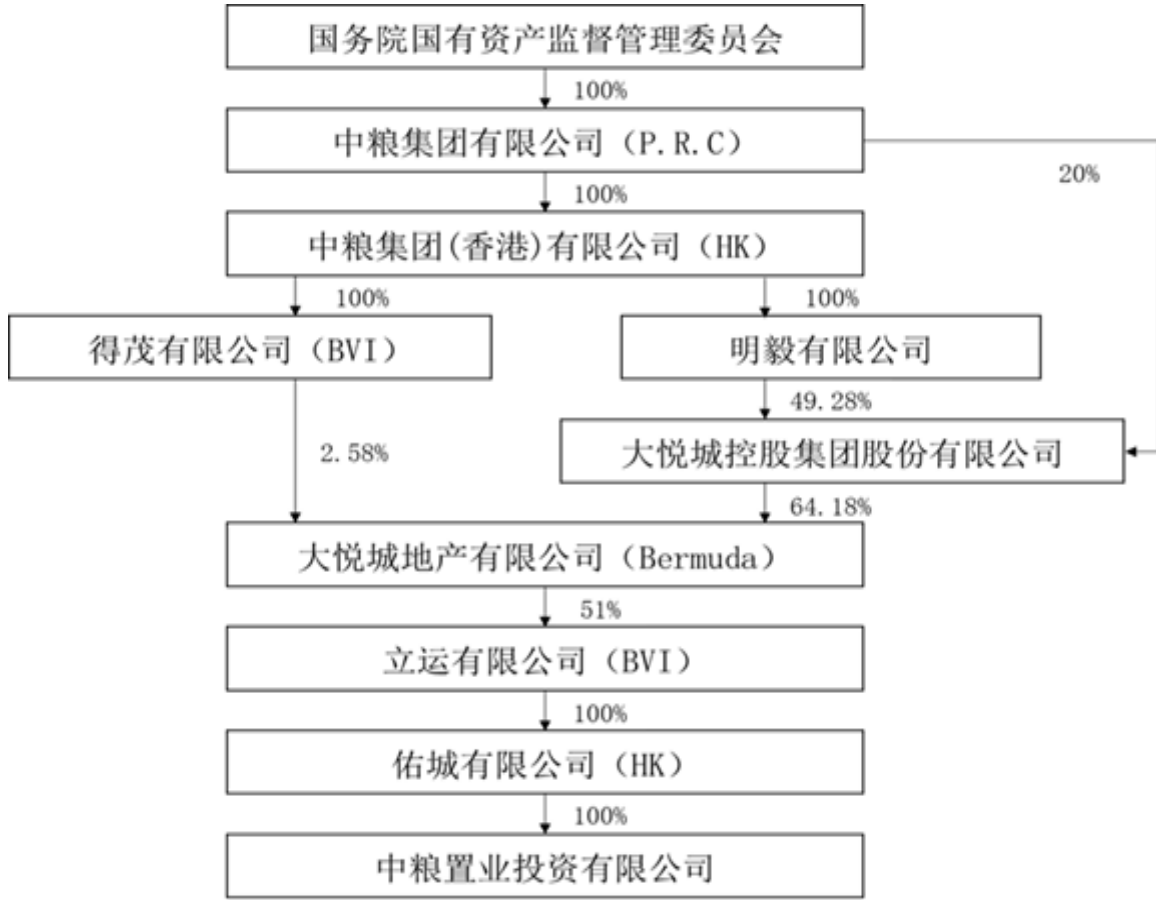 国务院国有资产监督管理委员会
100%
中粮集团有限公司（P.R.C）
20%
100%
中粮集团(香港)有限公司（HK）
100%
100%
得茂有限公司（BVI）
明毅有限公司
49.28%
2.58%
大悦城控股集团股份有限公司
64.18%
大悦城地产有限公司（Bermuda）
51%
立运有限公司（BVI）
100%
佑城有限公司（HK）
100%
中粮置业投资有限公司